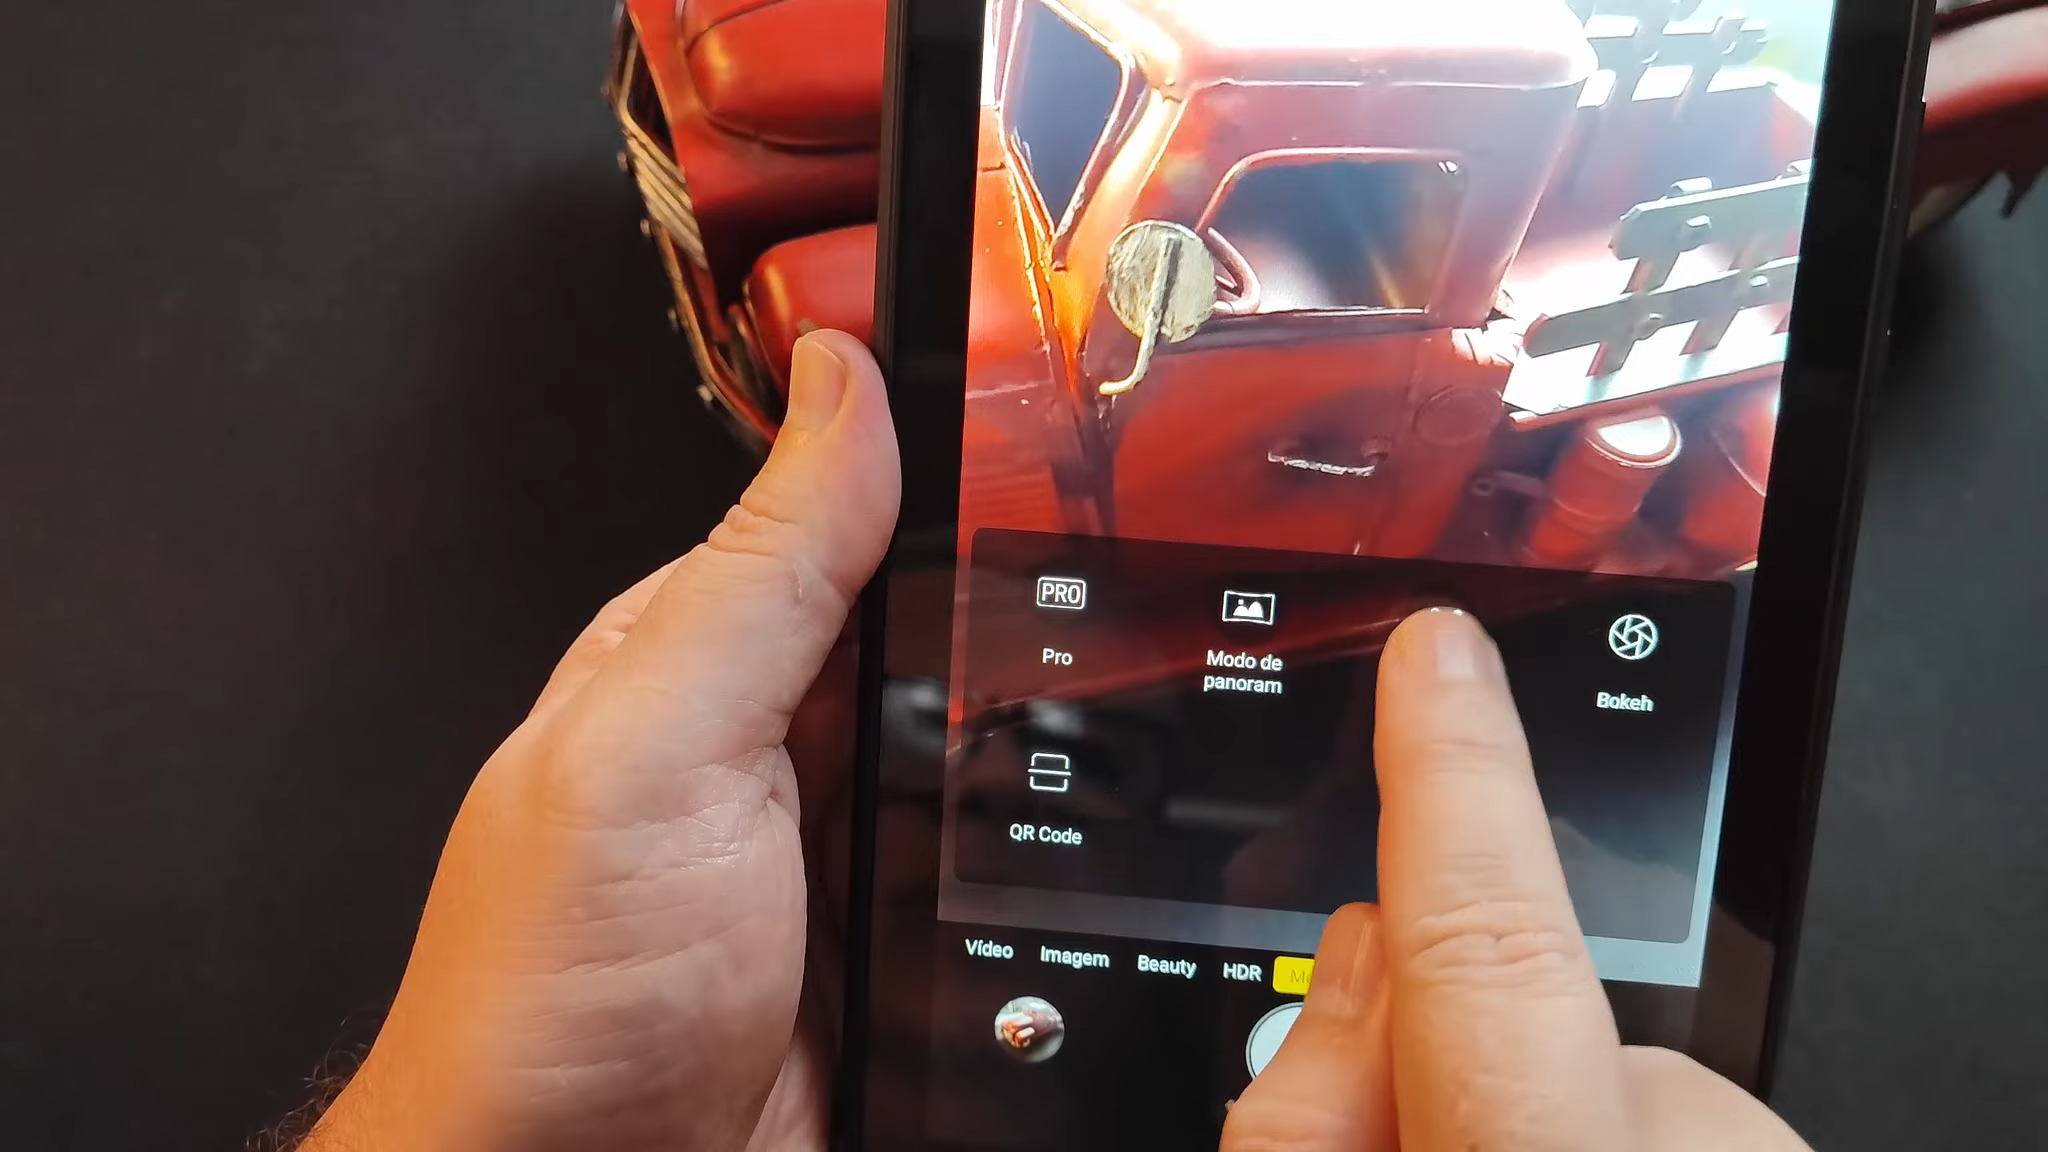 PRO
Pro
Modo de
panoram
Bokeh
QR Code
Vídeo Imagem Beauty HDR